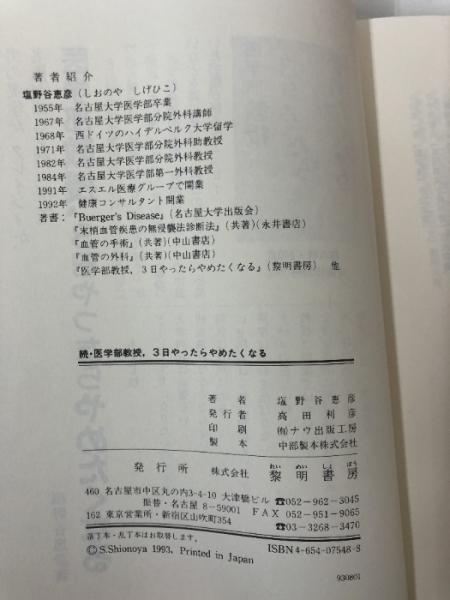 著者紹介
塩野谷恵彦(しおのや しげひこ)
1955年 名古屋大学医学部卒業
1967年 名古屋大学医学部分院外科講師
1968年 西ドイツのハイデルベルク大学留学
1971年 名古屋大学医学部分院外科助教授
1982年 名古屋大学医学部分院外科教授
1984年 名古屋大学医学部第一外科教授
1991年 エスエル医療グループで開業
1992年 健康コンサルタント開業
著書:『Buerger's Disease』(名古屋大学出版会)
『末梢血管疾患の無侵襲法診断法』(共著)(永井書店)
『血管の手術』(共著)(中山書店)
『血管の外科』(共著)(中山書店)
『医学部教授,3日やったらやめたくなる』(黎明書房) 他
続・医学部教授,3日やったらやめたくなる
著者 塩野谷恵彦
発行者 高田利彦
印刷 ㈲ナウ出版工房
製本 中部製本株式会社
発行所 株式会社 黎明書房
れい めい しょ ぼう
460 名古屋市中区丸の内3-4-10 大津橋ビル ☎052-962-3045
振替・名古屋 8-59001 FAX 052-951-9065
162 東京営業所・新宿区山吹町354 ☎03-3268-3470
落丁本・乱丁本はお取替します。
©S.Shionoya 1993, Printed in Japan ISBN4-654-07548-8
930801